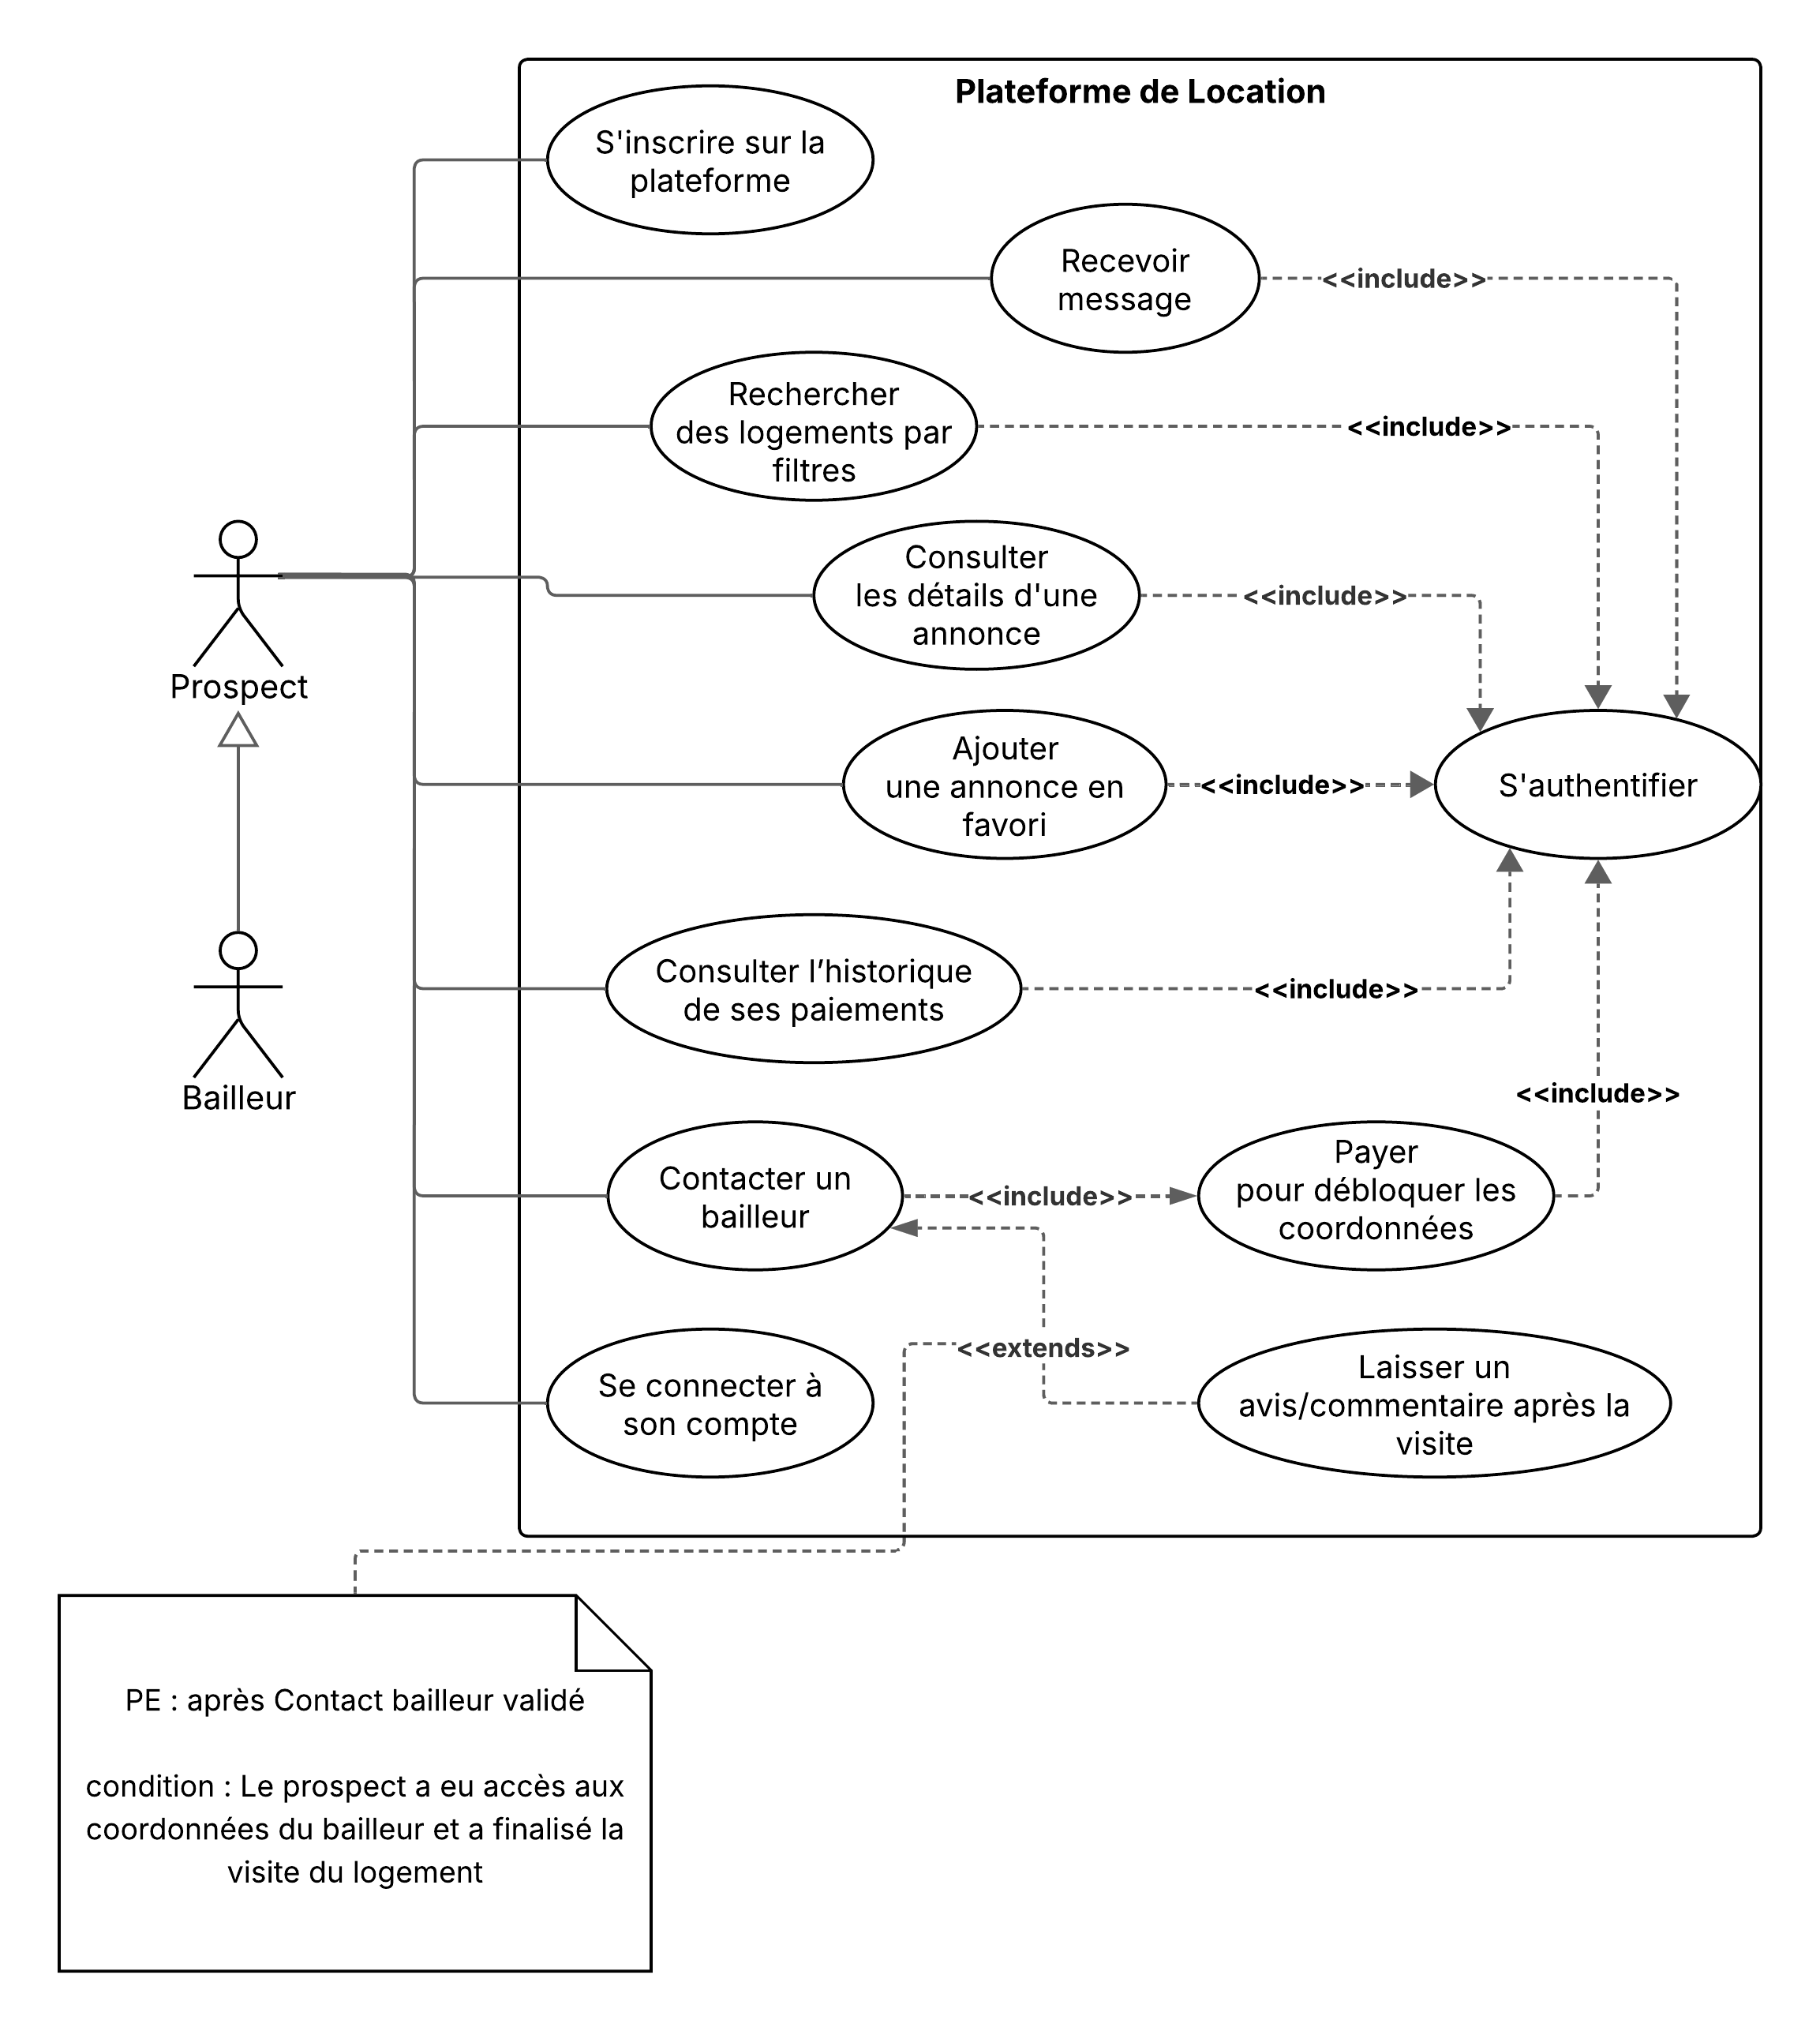 Plateforme de Location
S'inscrire sur la
plateforme
Recevoir
message
<<include>>
Rechercher
des logements par
filtres
<<include>>
Consulter
les détails d'une
annonce
<<include>>
Prospect
Ajouter
une annonce en
favori
<<include>>
S'authentifier
Consulter l’historique
de ses paiements
<<include>>
Bailleur
<<include>>
Contacter un
bailleur
<<include>>
Payer
pour débloquer les
coordonnées
<<extends>>
Se connecter à
son compte
Laisser un
avis/commentaire après la
visite
PE : après Contact bailleur validé
condition : Le prospect a eu accès aux
coordonnées du bailleur et a finalisé la
visite du logement